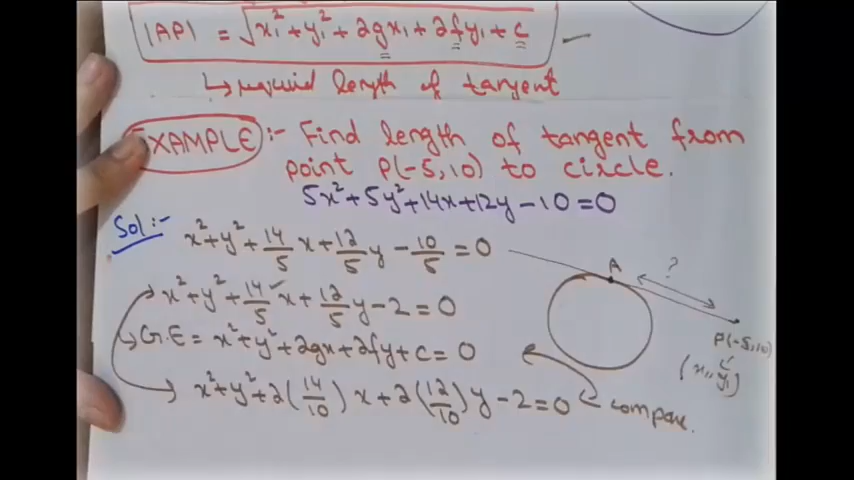 |AP| = √x₁² + y₁² + 2gx₁ + 2fy₁ + c
↳ required length of tangent
EXAMPLE :- Find length of tangent from
point P(-5,10) to circle.
5x² + 5y² + 14x + 12y - 10 = 0
Sol :-
x² + y² + 14/5 x + 12/5 y - 10/5 = 0
A
?
x² + y² + 14/5 x + 12/5 y - 2 = 0
P(-5,10)
G.E = x² + y² + 2gx + 2fy + c = 0
(x₁, y₁)
x² + y² + 2(14/10) x + 2(12/10) y - 2 = 0
compare.